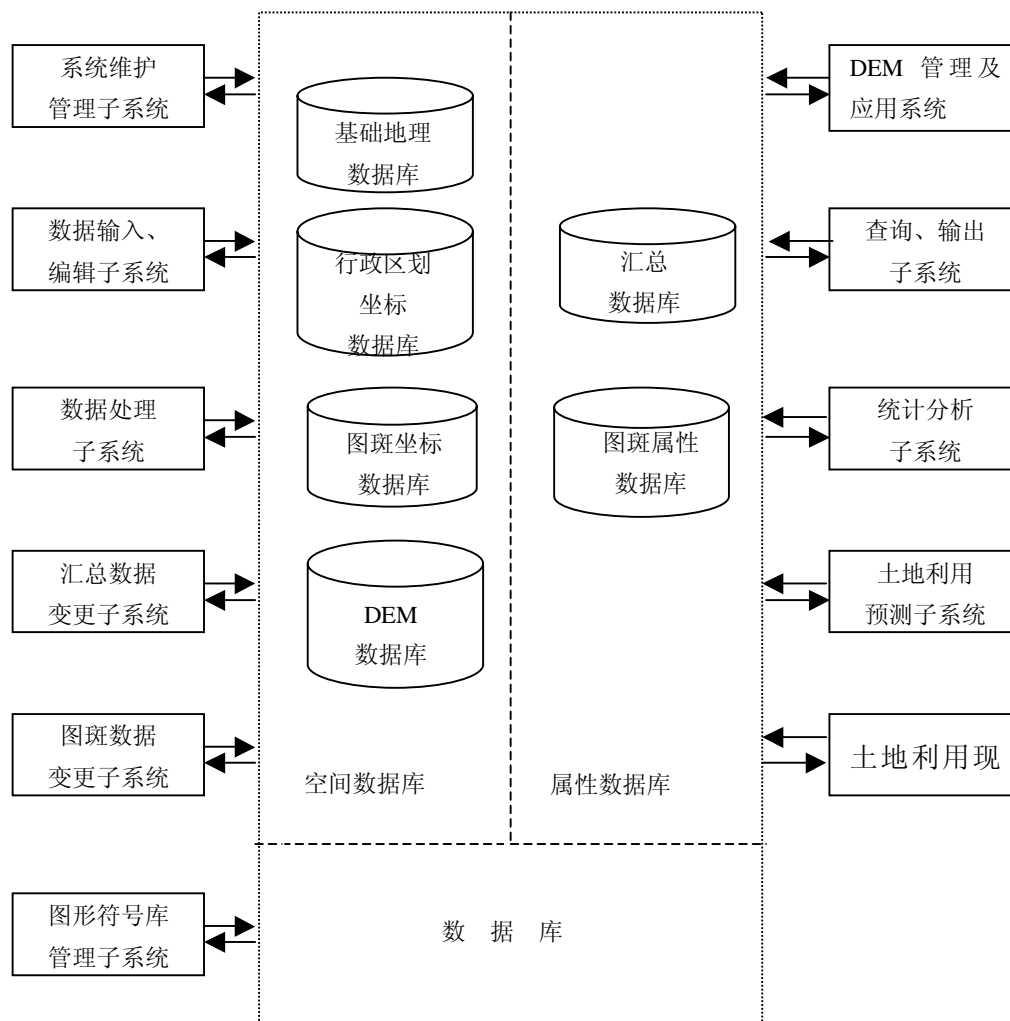 系统维护
管理子系统
数据输入、
编辑子系统
数据处理
子系统
汇总数据
变更子系统
图斑数据
变更子系统
图形符号库
管理子系统
基础地理
数据库
行政区划
坐标
数据库
图斑坐标
数据库
DEM
数据库
空间数据库
汇总
数据库
图斑属性
数据库
属性数据库
数 据 库
DEM 管理及
应用系统
查询、输出
子系统
统计分析
子系统
土地利用
预测子系统
土地利用现